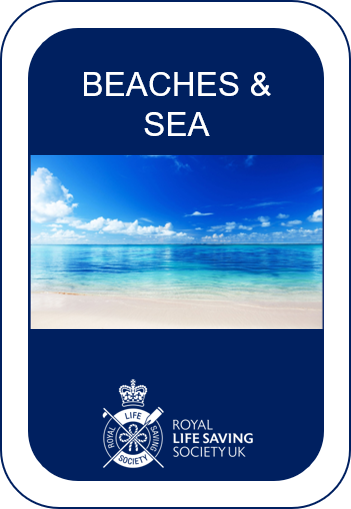 BEACHES &
SEA
LIFE
ROYAL
SAVING
SOCIETY
ROYAL
LIFE SAVING
SOCIETY UK